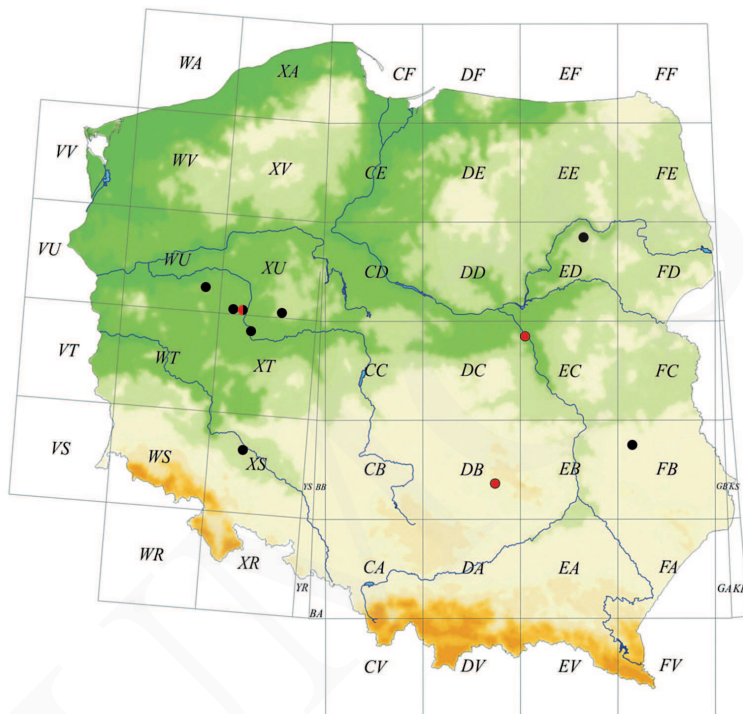 WA XA CF DF EF FF
VV WV XV CE DE EE FE
VU WU XU CD DD ED FD
VT WT XT CC DC EC FC
VS WS XS YS BB CB DB EB FB GB KS
WR XR YR BA CA DA EA FA GA KR
CV DV EV FV